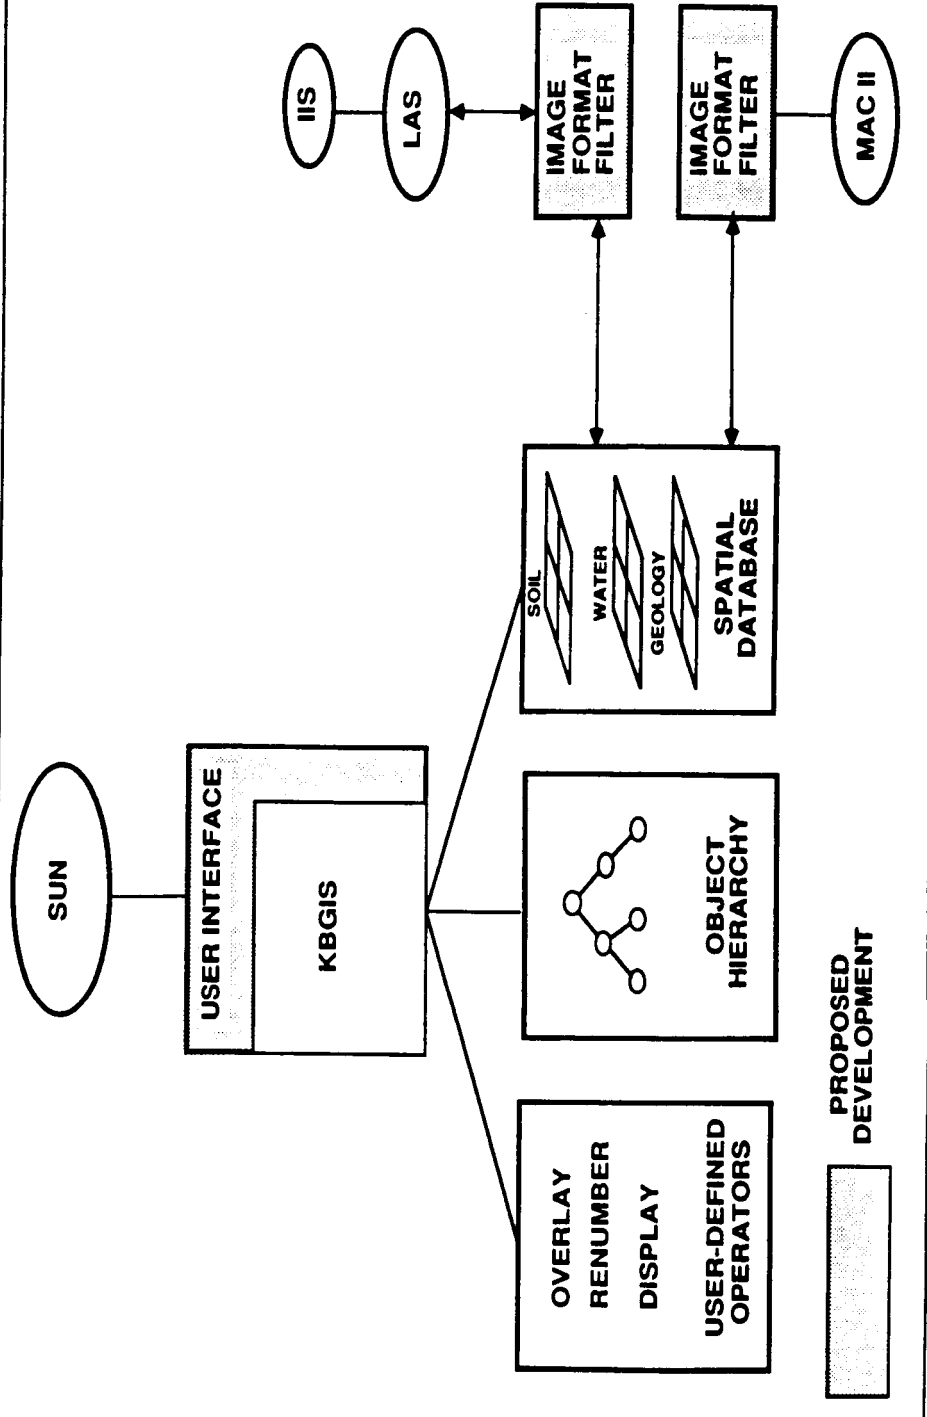 SUN
USER INTERFACE
KBGIS
IIS
LAS
OVERLAY
RENUMBER
DISPLAY
USER-DEFINED
OPERATORS
OBJECT
HIERARCHY
SOIL
WATER
GEOLOGY
SPATIAL
DATABASE
IMAGE
FORMAT
FILTER
IMAGE
FORMAT
FILTER
MAC II
PROPOSED
DEVELOPMENT